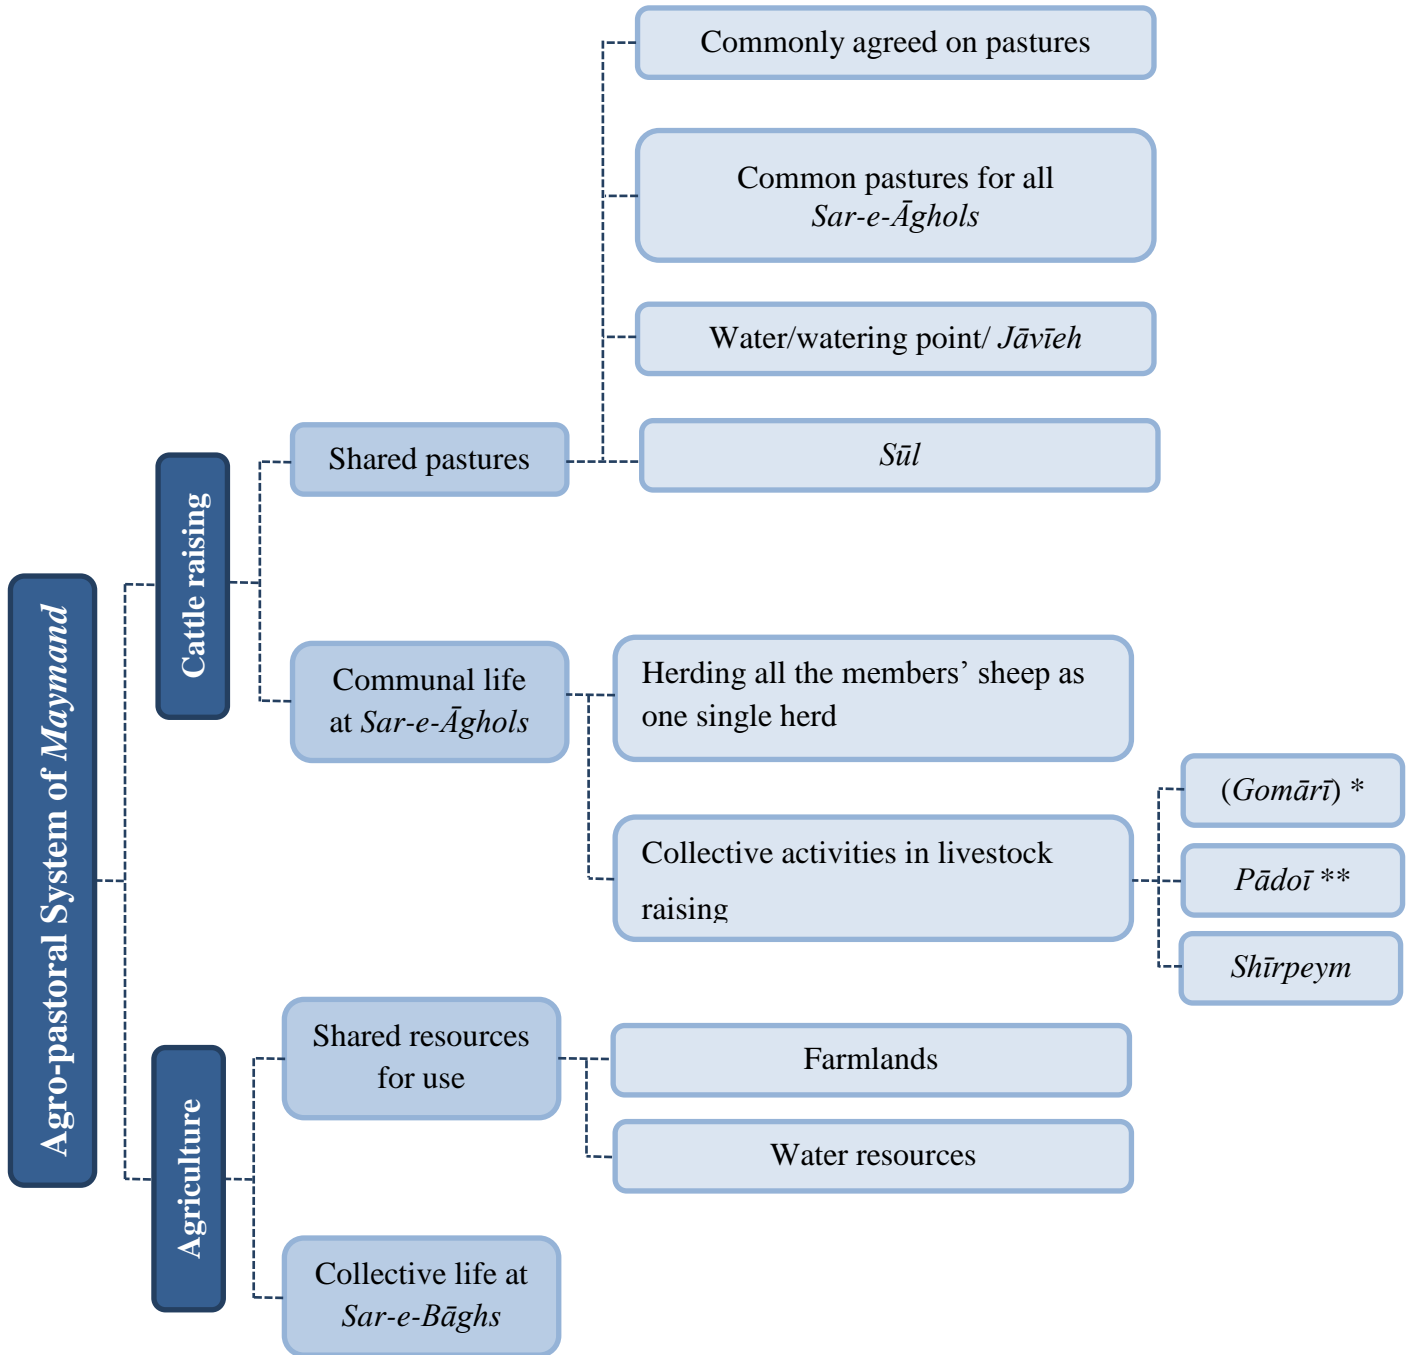 Agro-pastoral System of Maymand
Cattle raising
Shared pastures
Commonly agreed on pastures
Common pastures for all
Sar-e-Āghols
Water/watering point/ Jāvīeh
Sūl
Communal life
at Sar-e-Āghols
Herding all the members’ sheep as
one single herd
Collective activities in livestock
raising
(Gomārī) *
Pādoī **
Shīrpeym
Agriculture
Shared resources
for use
Farmlands
Water resources
Collective life at
Sar-e-Bāghs